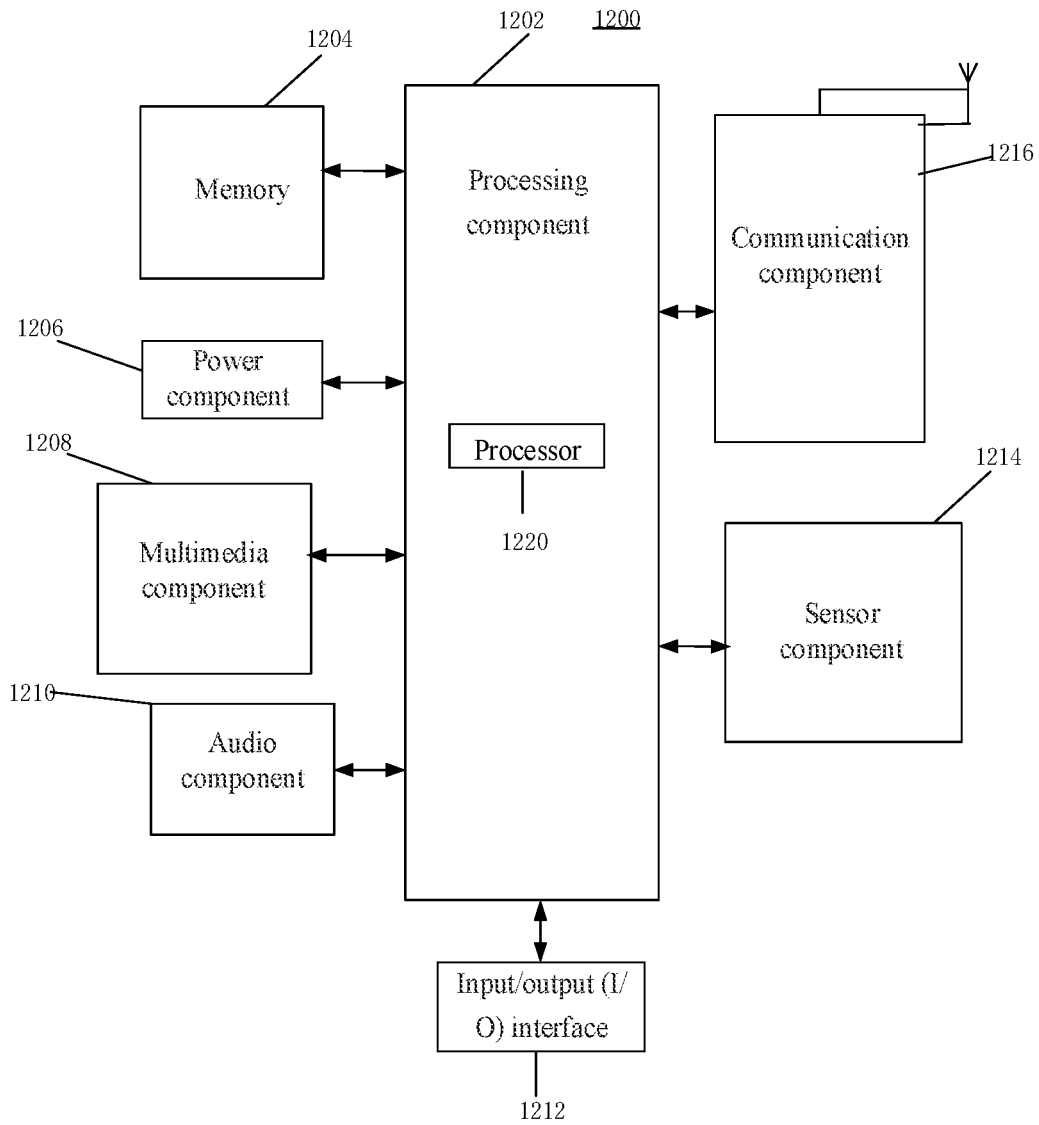 1202
1200
1204
Memory
Processing
component
1216
Communication
component
1206
Power
component
1208
Processor
1220
1214
Multimedia
component
Sensor
component
1210
Audio
component
Input/output (I/
O) interface
1212